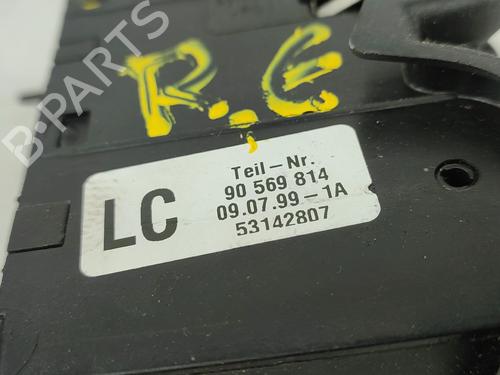 R.E
B-PARTS
Teil-Nr.
90 569 814
LC
09.07.99-1A
53142807